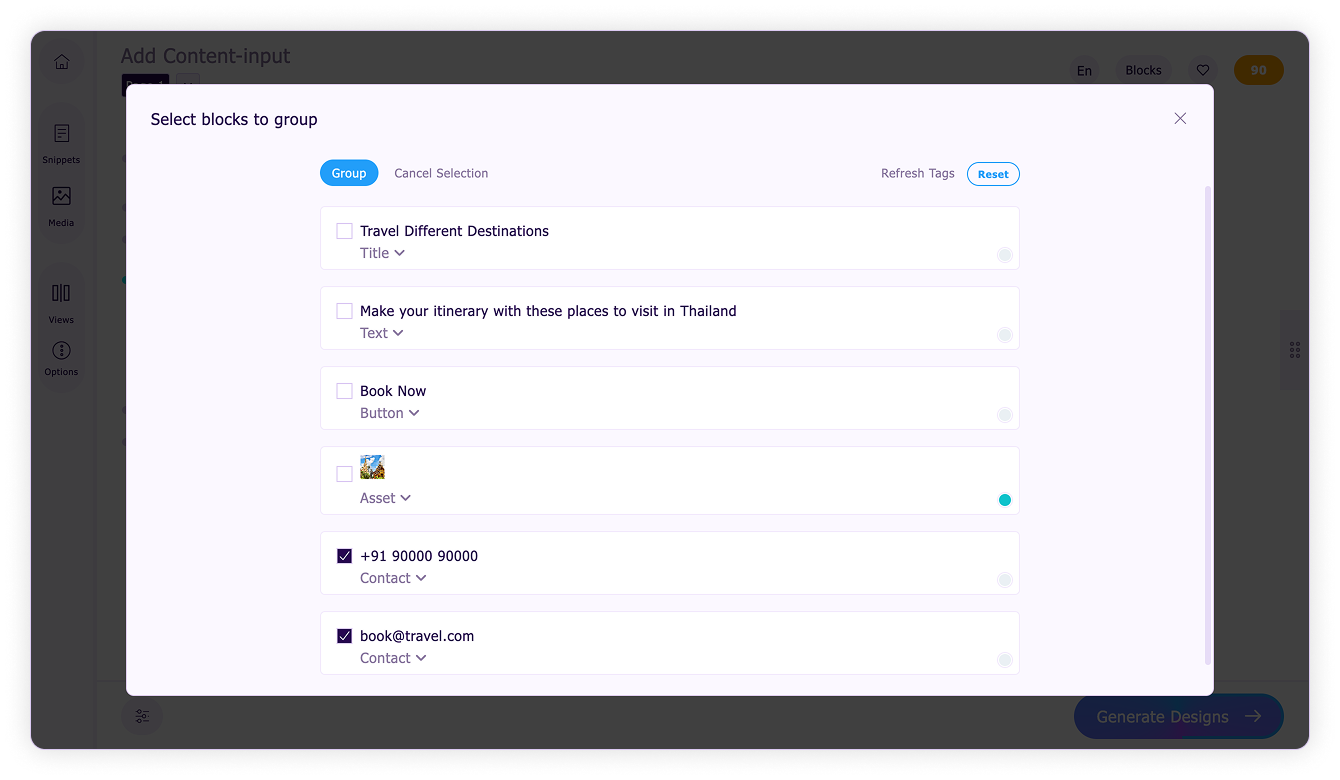 Add Content-input
En
Blocks
90
Snippets
Media
Views
Options
Select blocks to group
Group
Cancel Selection
Refresh Tags
Reset
Travel Different Destinations
Title
Make your itinerary with these places to visit in Thailand
Text
Book Now
Button
Asset
+91 90000 90000
Contact
book@travel.com
Contact
Generate Designs